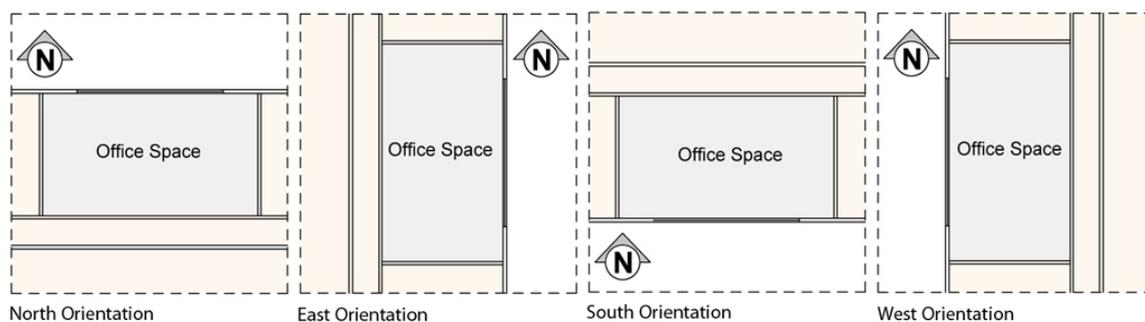 N
Office Space
North Orientation
N
Office Space
East Orientation
Office Space
N
South Orientation
N
Office Space
West Orientation